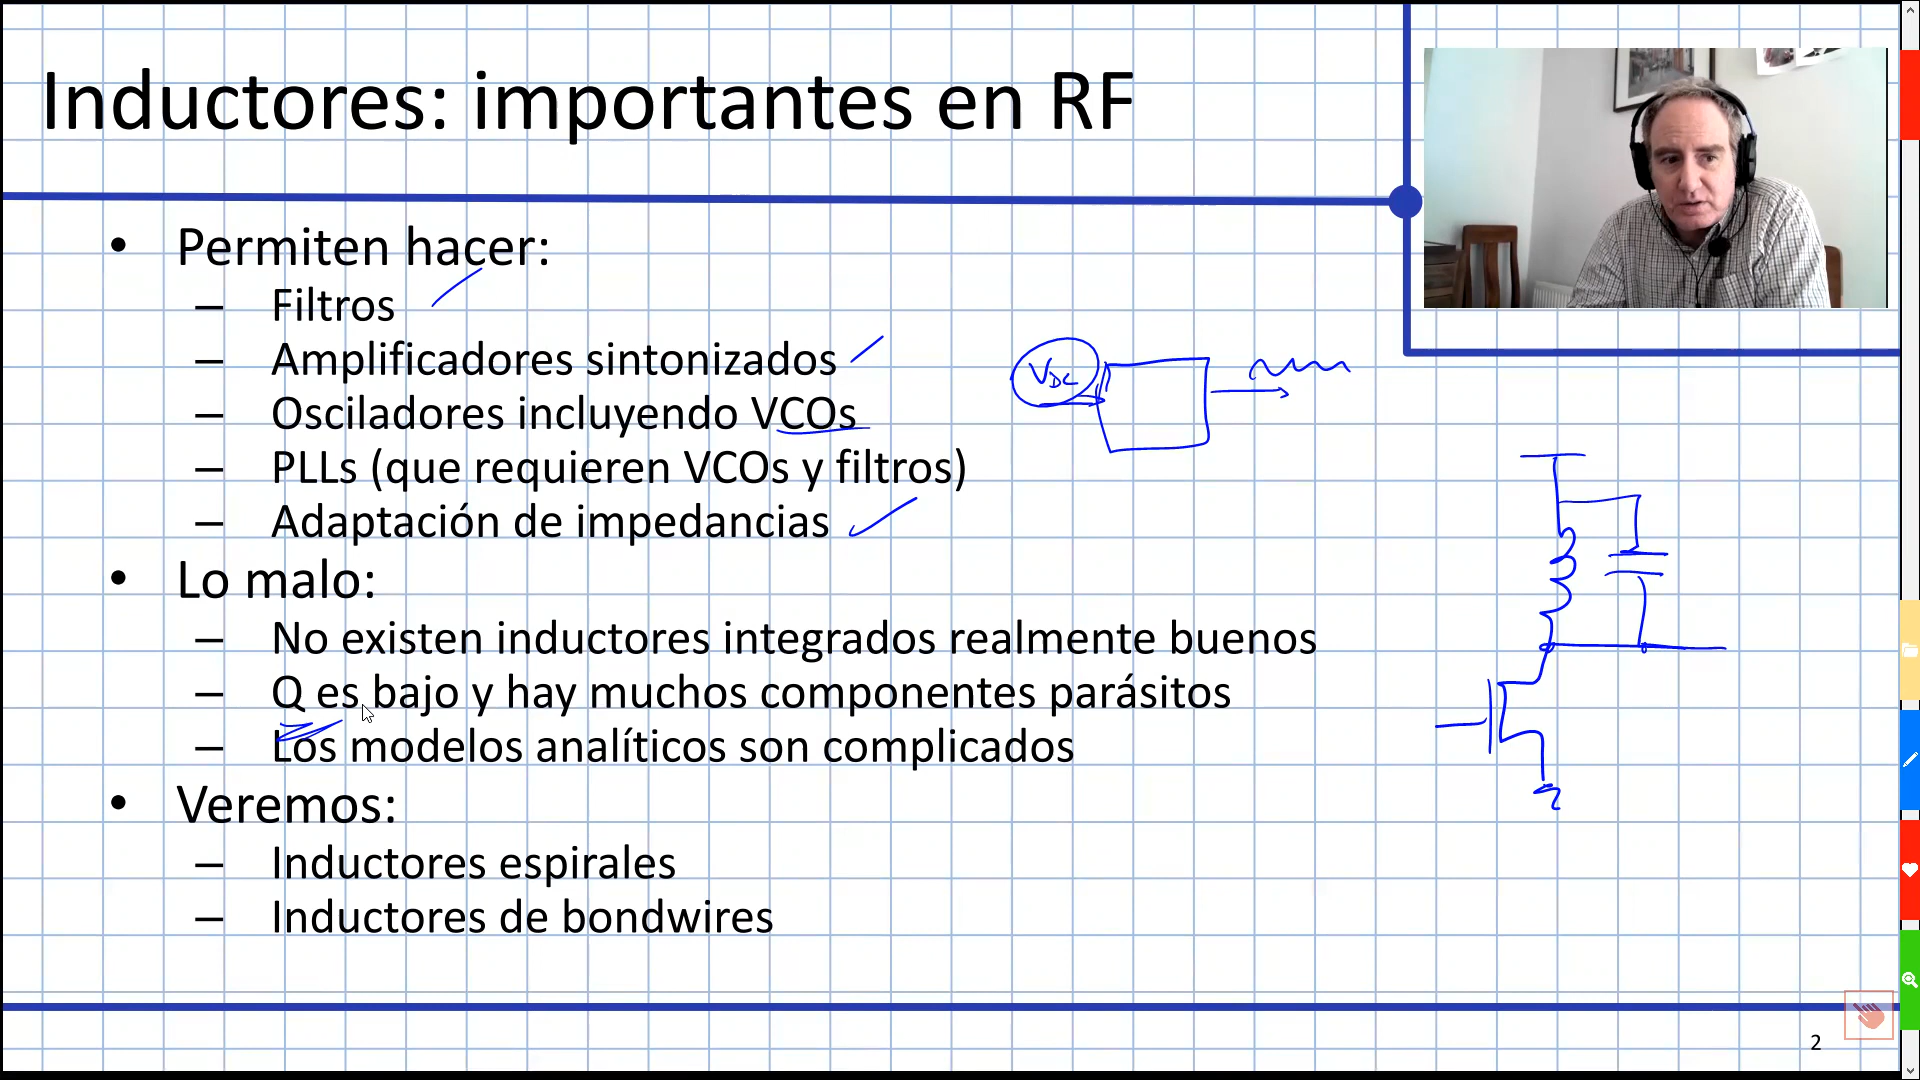 Inductores: importantes en RF
• Permiten hacer:
– Filtros
– Amplificadores sintonizados
– Osciladores incluyendo VCOs
– PLLs (que requieren VCOs y filtros)
– Adaptación de impedancias
• Lo malo:
– No existen inductores integrados realmente buenos
– Q es bajo y hay muchos componentes parásitos
– Los modelos analíticos son complicados
• Veremos:
– Inductores espirales
– Inductores de bondwires
VDC
2